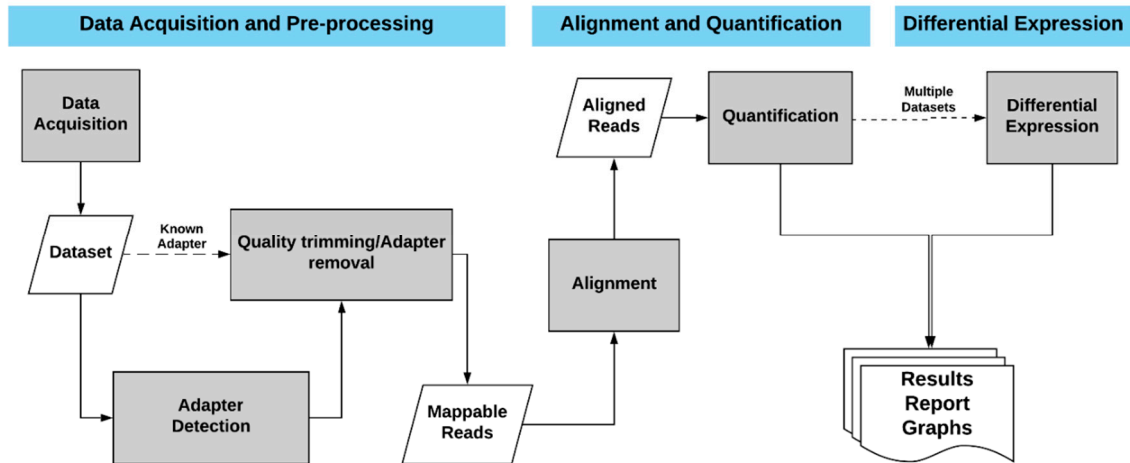 Data Acquisition and Pre-processing
Alignment and Quantification
Differential Expression
Data
Acquisition
Dataset
Known
Adapter
Quality trimming/Adapter
removal
Adapter
Detection
Mappable
Reads
Alignment
Aligned
Reads
Quantification
Multiple
Datasets
Differential
Expression
Results
Report
Graphs